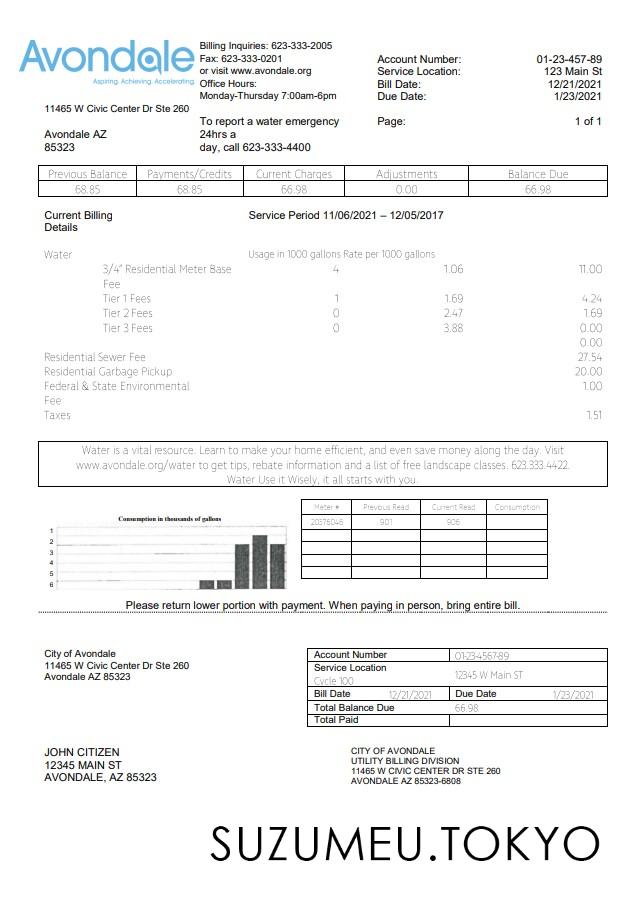 Avondale
Aspiring. Achieving. Accelerating.
11465 W Civic Center Dr Ste 260
Avondale AZ
85323
Billing Inquiries: 623-333-2005
Fax: 623-333-0201
or visit www.avondale.org
Office Hours:
Monday-Thursday 7:00am-6pm
To report a water emergency
24hrs a
day, call 623-333-4400
Account Number: 01-23-457-89
Service Location: 123 Main St
Bill Date: 12/21/2021
Due Date: 1/23/2021
Page: 1 of 1
Previous Balance Payments/Credits Current Charges Adjustments Balance Due
68.85 68.85 66.98 0.00 66.98
Current Billing
Details
Service Period 11/06/2021 – 12/05/2017
Water Usage in 1000 gallons Rate per 1000 gallons
3/4" Residential Meter Base 4 1.06 11.00
Fee
Tier 1 Fees 1 1.69 4.24
Tier 2 Fees 0 2.47 1.69
Tier 3 Fees 0 3.88 0.00
0.00
Residential Sewer Fee 27.54
Residential Garbage Pickup 20.00
Federal & State Environmental 1.00
Fee
Taxes 1.51
Water is a vital resource. Learn to make your home efficient, and even save money along the day. Visit
www.avondale.org/water to get tips, rebate information and a list of free landscape classes. 623.333.4422.
Water Use it Wisely, it all starts with you.
Consumption in thousands of gallons
1
2
3
4
5
6
Meter # Previous Read Current Read Consumption
20376046 901 906
Please return lower portion with payment. When paying in person, bring entire bill.
City of Avondale
11465 W Civic Center Dr Ste 260
Avondale AZ 85323
Account Number 01-23-4567-89
Service Location 12345 W Main ST
Cycle 100
Bill Date 12/21/2021 Due Date 1/23/2021
Total Balance Due 66.98
Total Paid
JOHN CITIZEN
12345 MAIN ST
AVONDALE, AZ 85323
CITY OF AVONDALE
UTILITY BILLING DIVISION
11465 W CIVIC CENTER DR STE 260
AVONDALE AZ 85323-6808
SUZUMEU.TOKYO